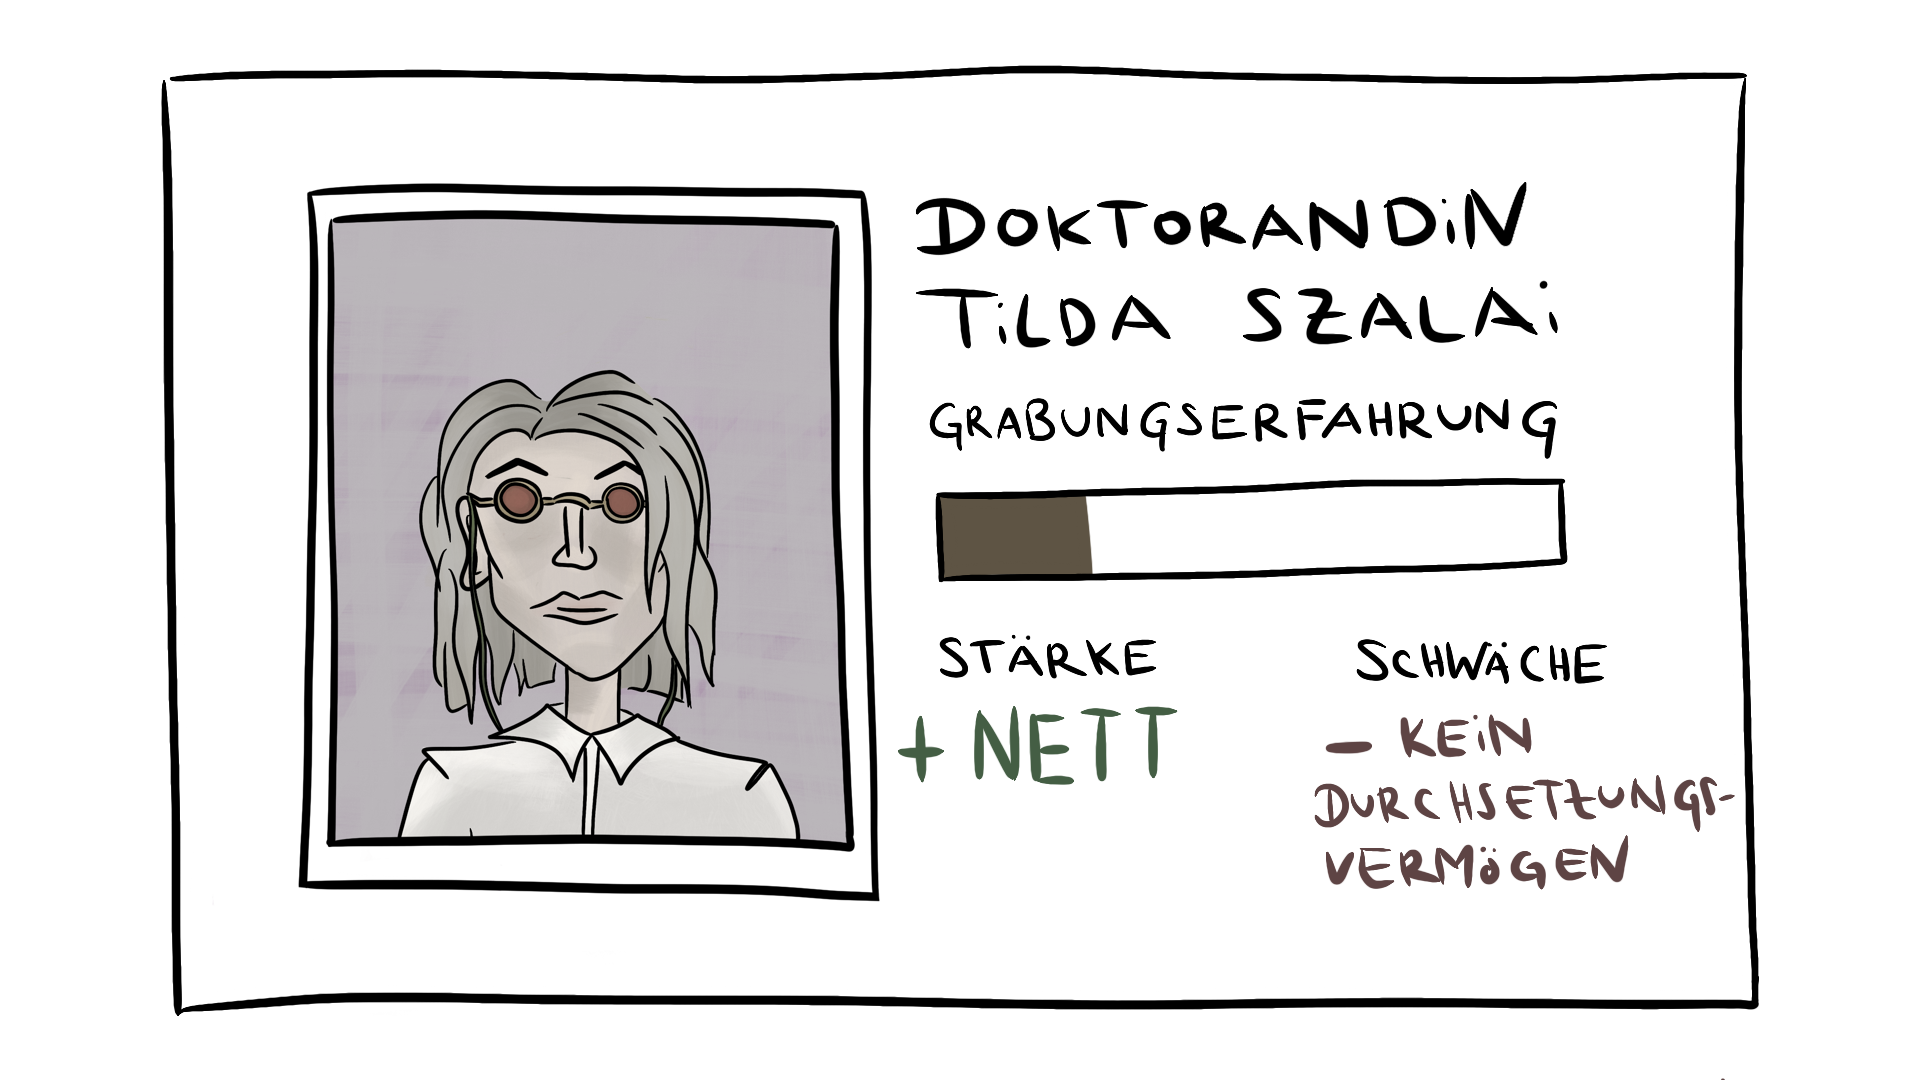 DOKTORANDiN
TiLDA SZALAi
GRABUNGSERFAHRUNG
STÄRKE
+ NETT
SCHWÄCHE
- KEiN
DURCHSETZUNGS-
VERMÖGEN